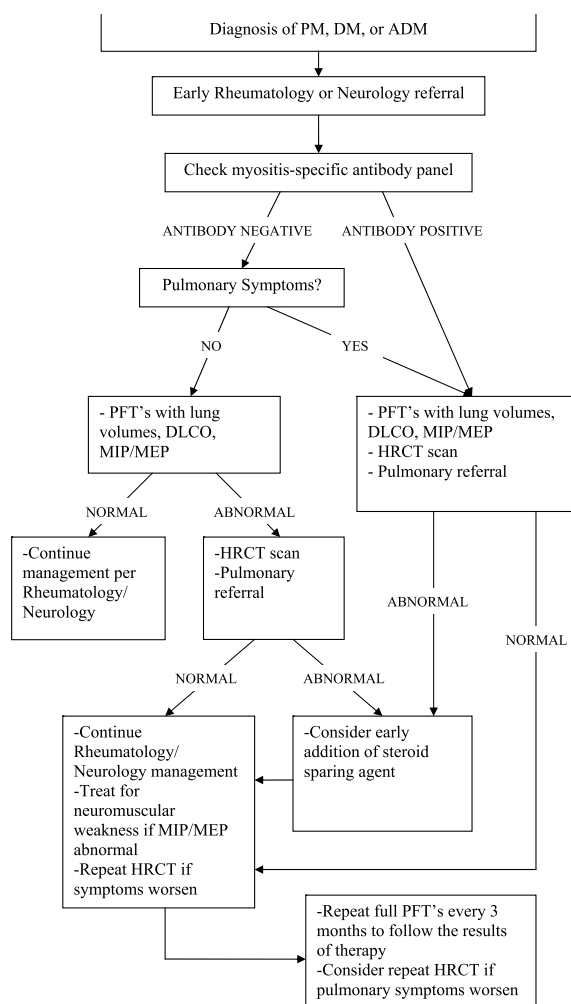 Diagnosis of PM, DM, or ADM
Early Rheumatology or Neurology referral
Check myositis-specific antibody panel
ANTIBODY NEGATIVE
ANTIBODY POSITIVE
Pulmonary Symptoms?
NO
YES
- PFT's with lung
volumes, DLCO,
MIP/MEP
- PFT's with lung volumes,
DLCO, MIP/MEP
- HRCT scan
- Pulmonary referral
NORMAL
ABNORMAL
-Continue
management per
Rheumatology/
Neurology
-HRCT scan
-Pulmonary
referral
ABNORMAL
NORMAL
NORMAL
ABNORMAL
-Continue
Rheumatology/
Neurology management
-Treat for
neuromuscular
weakness if MIP/MEP
abnormal
-Repeat HRCT if
symptoms worsen
-Consider early
addition of steroid
sparing agent
-Repeat full PFT's every 3
months to follow the results
of therapy
-Consider repeat HRCT if
pulmonary symptoms worsen